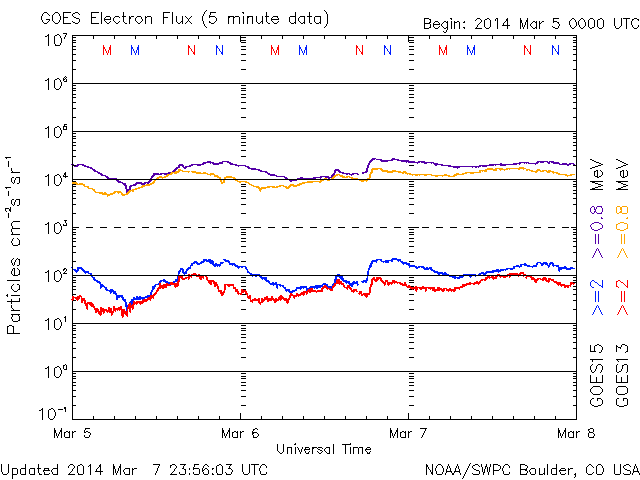 GOES Electron Flux (5 minute data)
Begin: 2014 Mar 5 0000 UTC
M M N N M M N N M M N N
10⁷
10⁶
10⁵
10⁴
10³
10²
10¹
10⁰
10⁻¹
Particles cm⁻²s⁻¹sr⁻¹
Mar 5 Mar 6 Mar 7 Mar 8
Universal Time
GOES15 >=2 >=0.8 MeV
GOES13 >=2 >=0.8 MeV
Updated 2014 Mar 7 23:56:03 UTC
NOAA/SWPC Boulder, CO USA